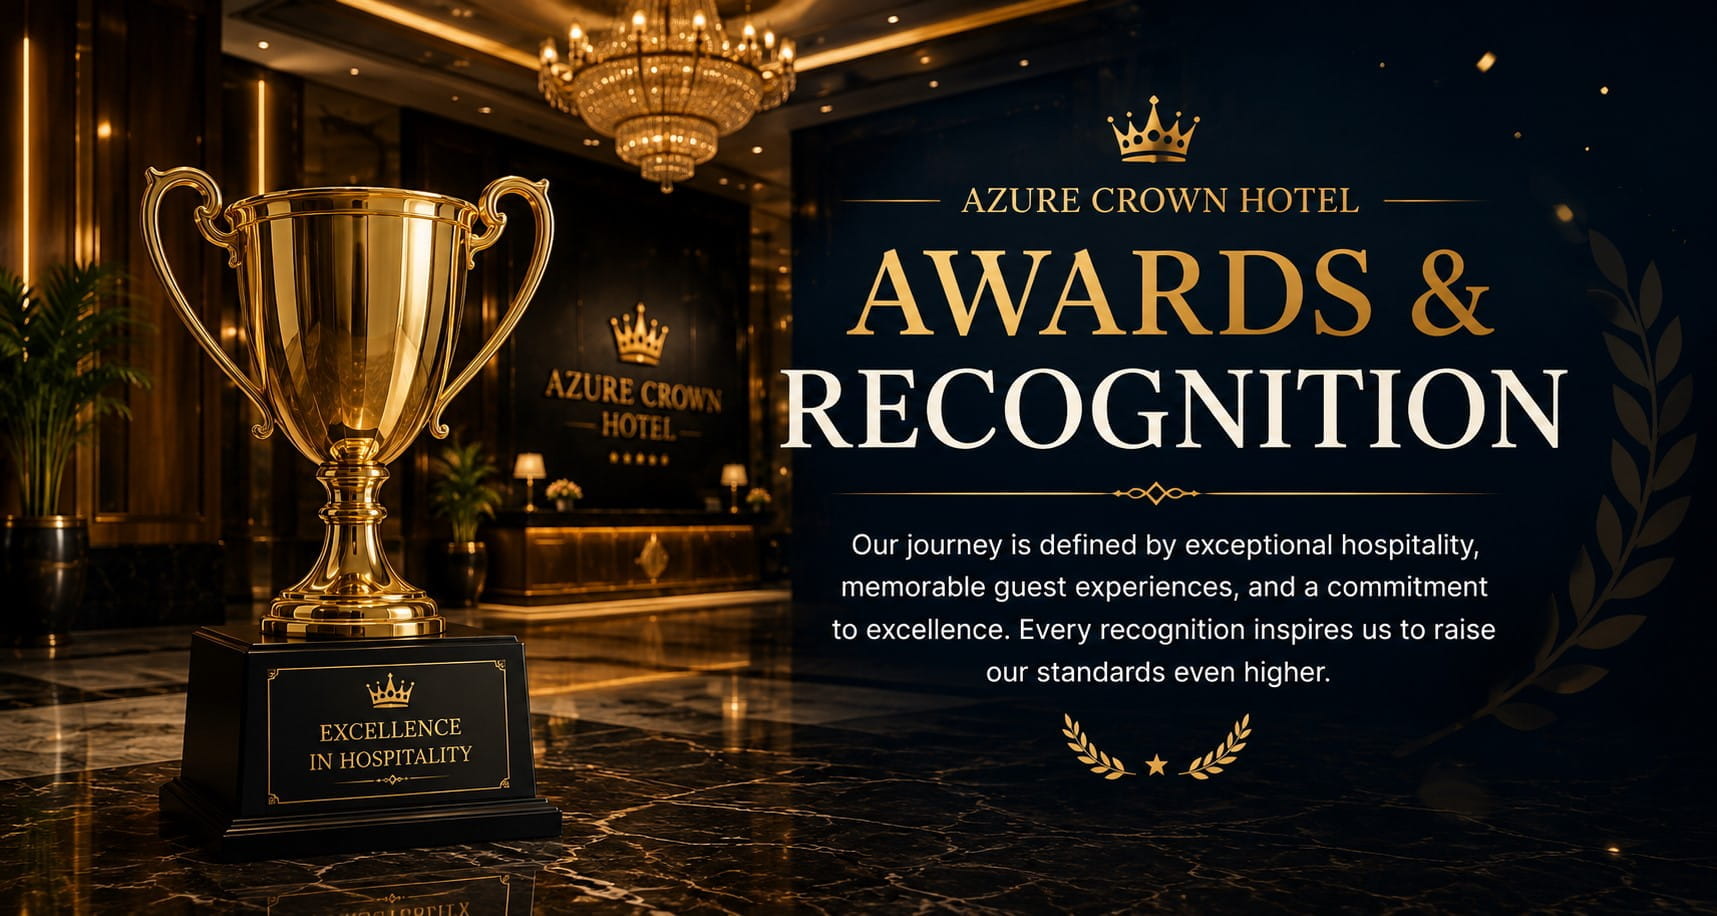 AZURE CROWN HOTEL
AWARDS &
RECOGNITION
Our journey is defined by exceptional hospitality,
memorable guest experiences, and a commitment
to excellence. Every recognition inspires us to raise
our standards even higher.
AZURE CROWN
HOTEL
EXCELLENCE
IN HOSPITALITY